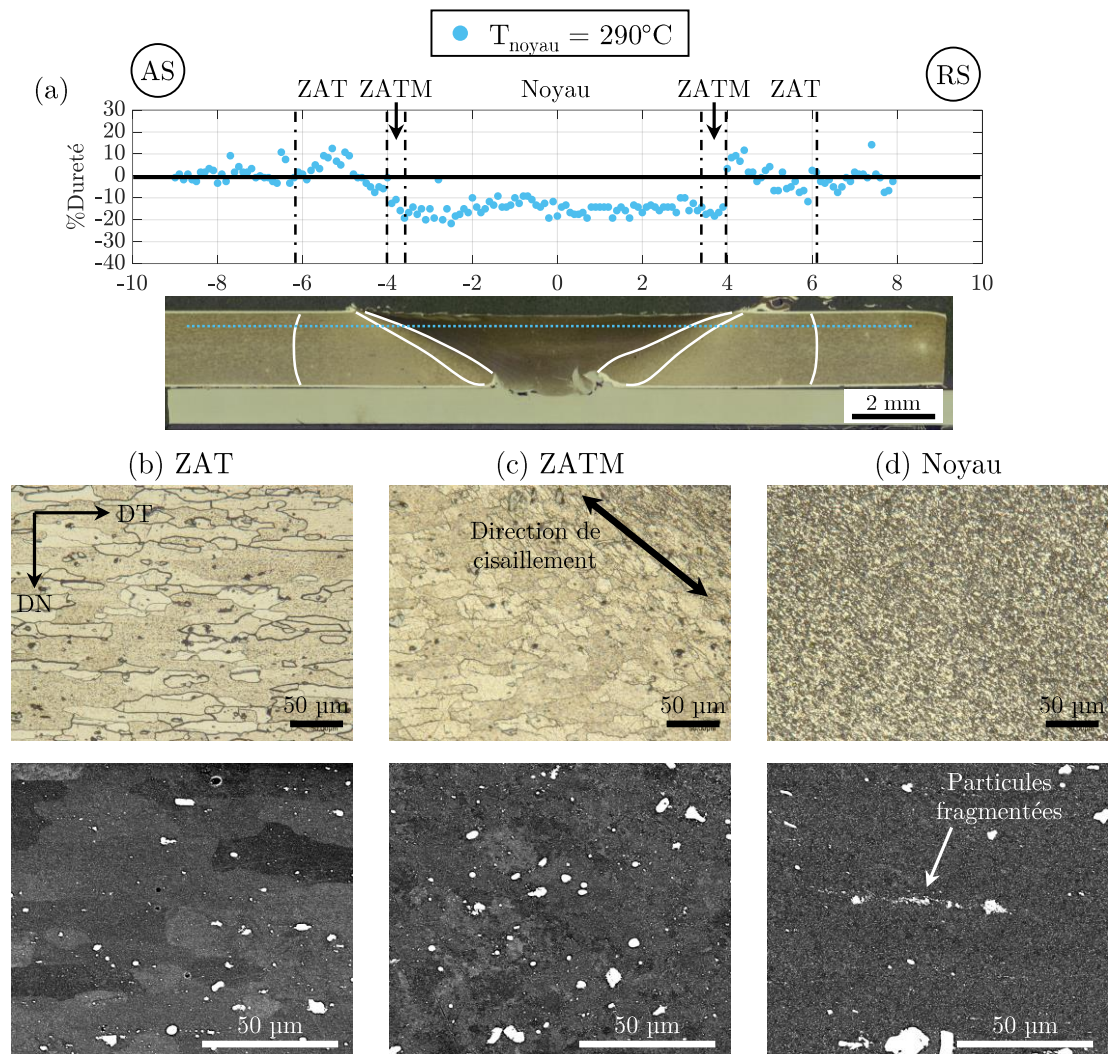 T_noyau = 290°C
AS
RS
(a)
ZAT ZATM Noyau ZATM ZAT
%Dureté
30
20
10
0
-10
-20
-30
-40
-10 -8 -6 -4 -2 0 2 4 6 8 10
2 mm
(b) ZAT
(c) ZATM
(d) Noyau
DT
DN
50 µm
Direction de
cisaillement
50 µm
50 µm
50 µm
50 µm
Particules
fragmentées
50 µm